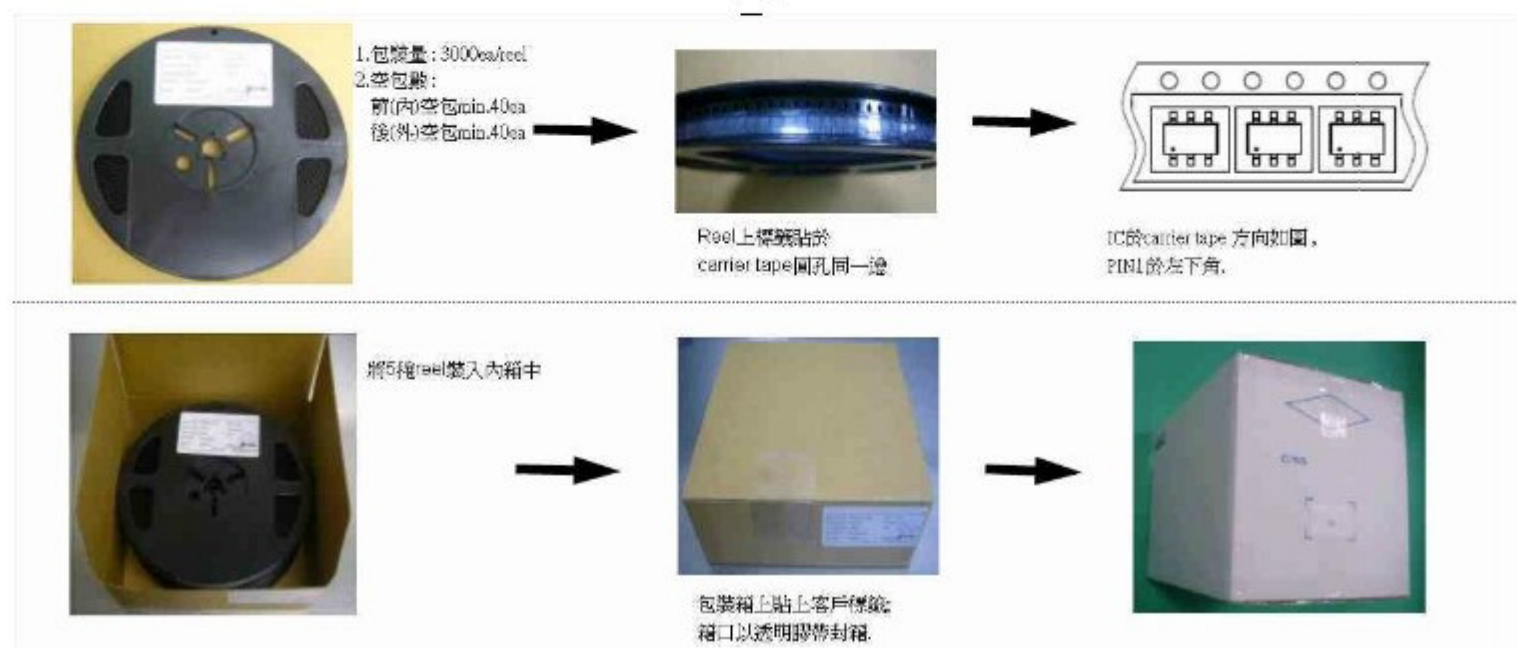 1.包裝量 : 3000ea/reel
2.空包數 :
前(內)空包min.40ea
後(外)空包min.40ea
Reel上標籤貼於
carrier tape圓孔同一邊
IC於carrier tape 方向如圖,
PIN1於左下角.
將5捲reel裝入內箱中
包裝箱上貼上客戶標籤;
箱口以透明膠帶封箱.